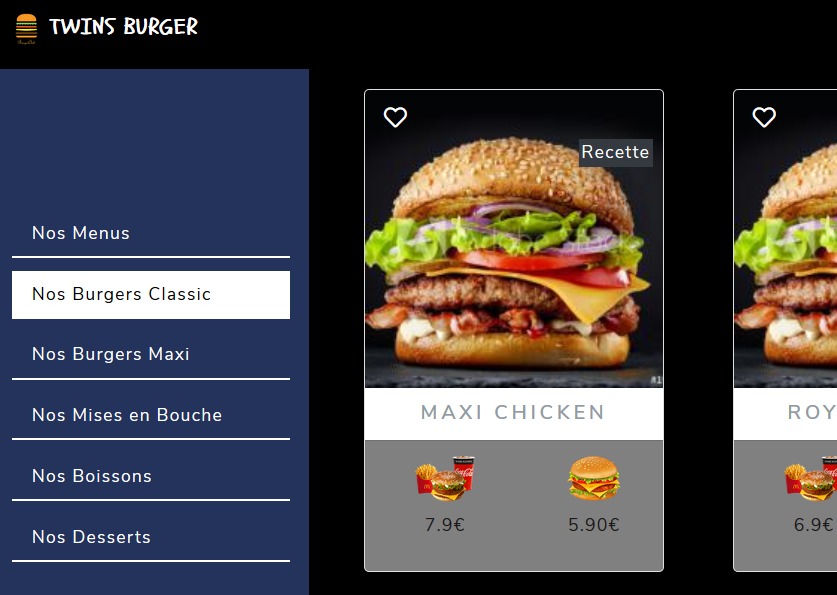 TWINS BURGER
Nos Menus
Nos Burgers Classic
Nos Burgers Maxi
Nos Mises en Bouche
Nos Boissons
Nos Desserts
Recette
MAXI CHICKEN
7.9€
5.90€
ROY
6.9€